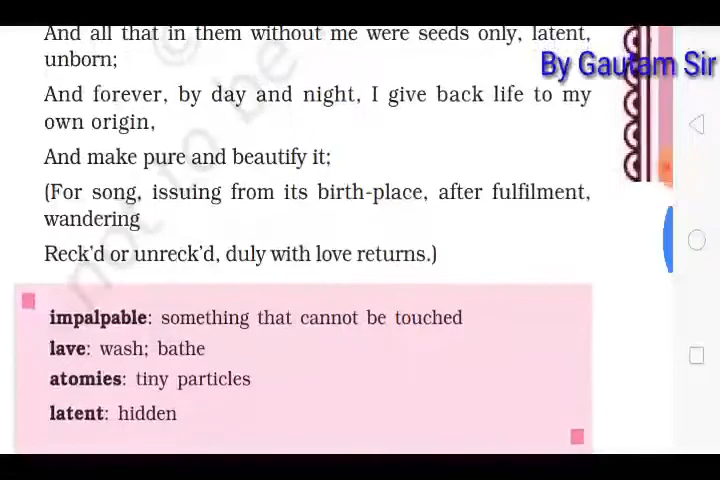 And all that in them without me were seeds only, latent,
unborn;
By Gautam Sir
And forever, by day and night, I give back life to my
own origin,
And make pure and beautify it;
(For song, issuing from its birth-place, after fulfilment,
wandering
Reck'd or unreck'd, duly with love returns.)
not to be
©
impalpable: something that cannot be touched
lave: wash; bathe
atomies: tiny particles
latent: hidden